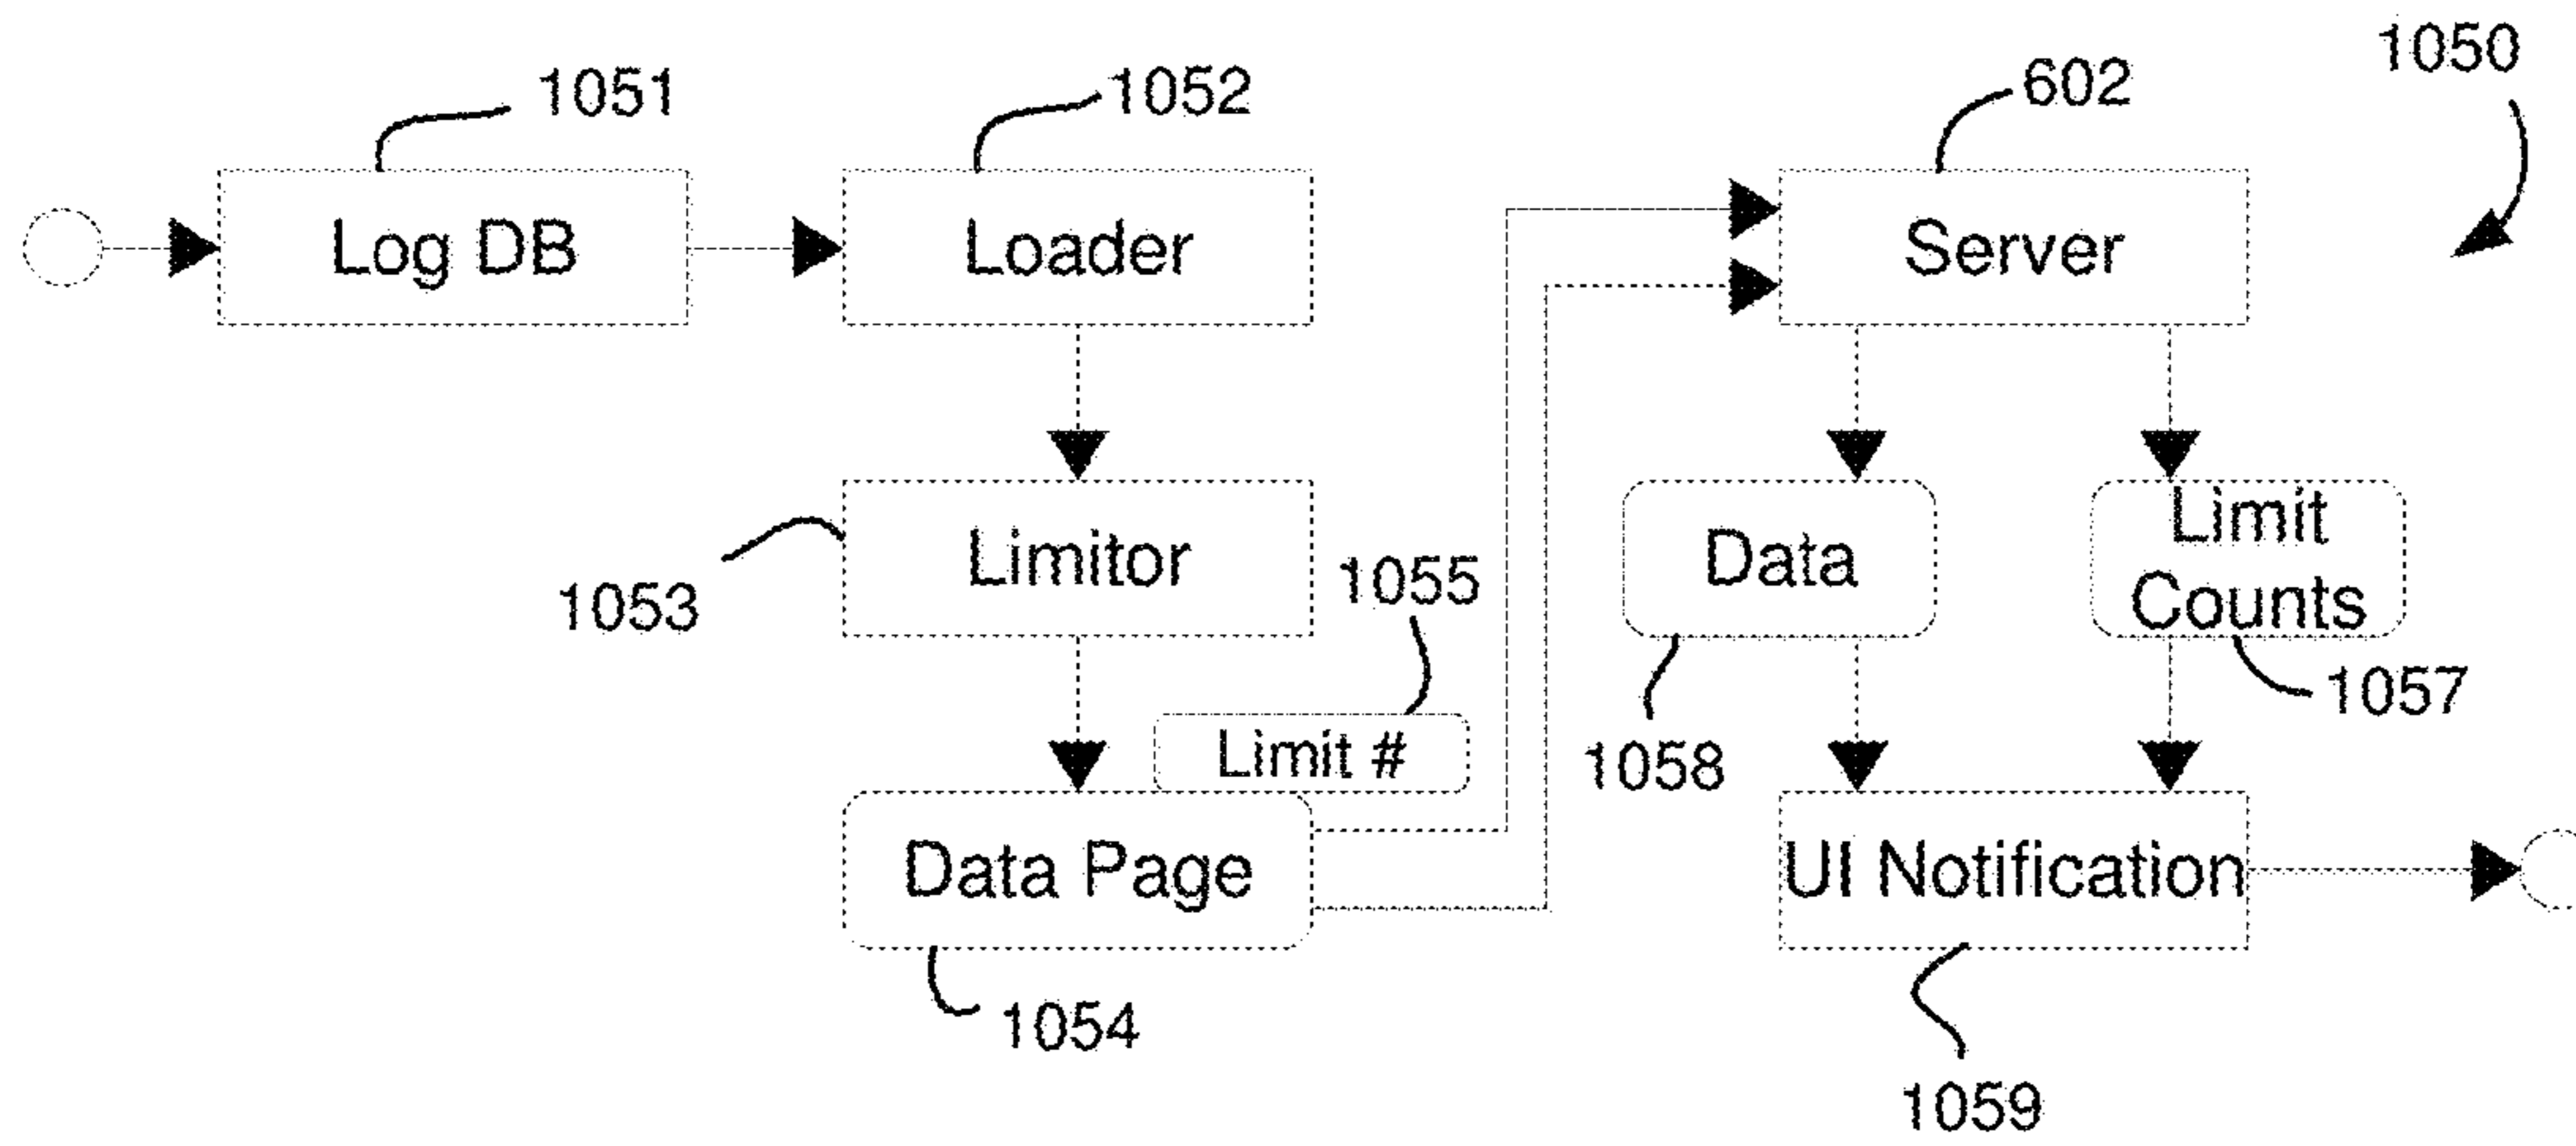 1050
1051
1052
602
Log DB
Loader
Server
1053
Limitor
1055
Data
Limit
Counts
1057
1058
Limit #
Data Page
UI Notification
1054
1059